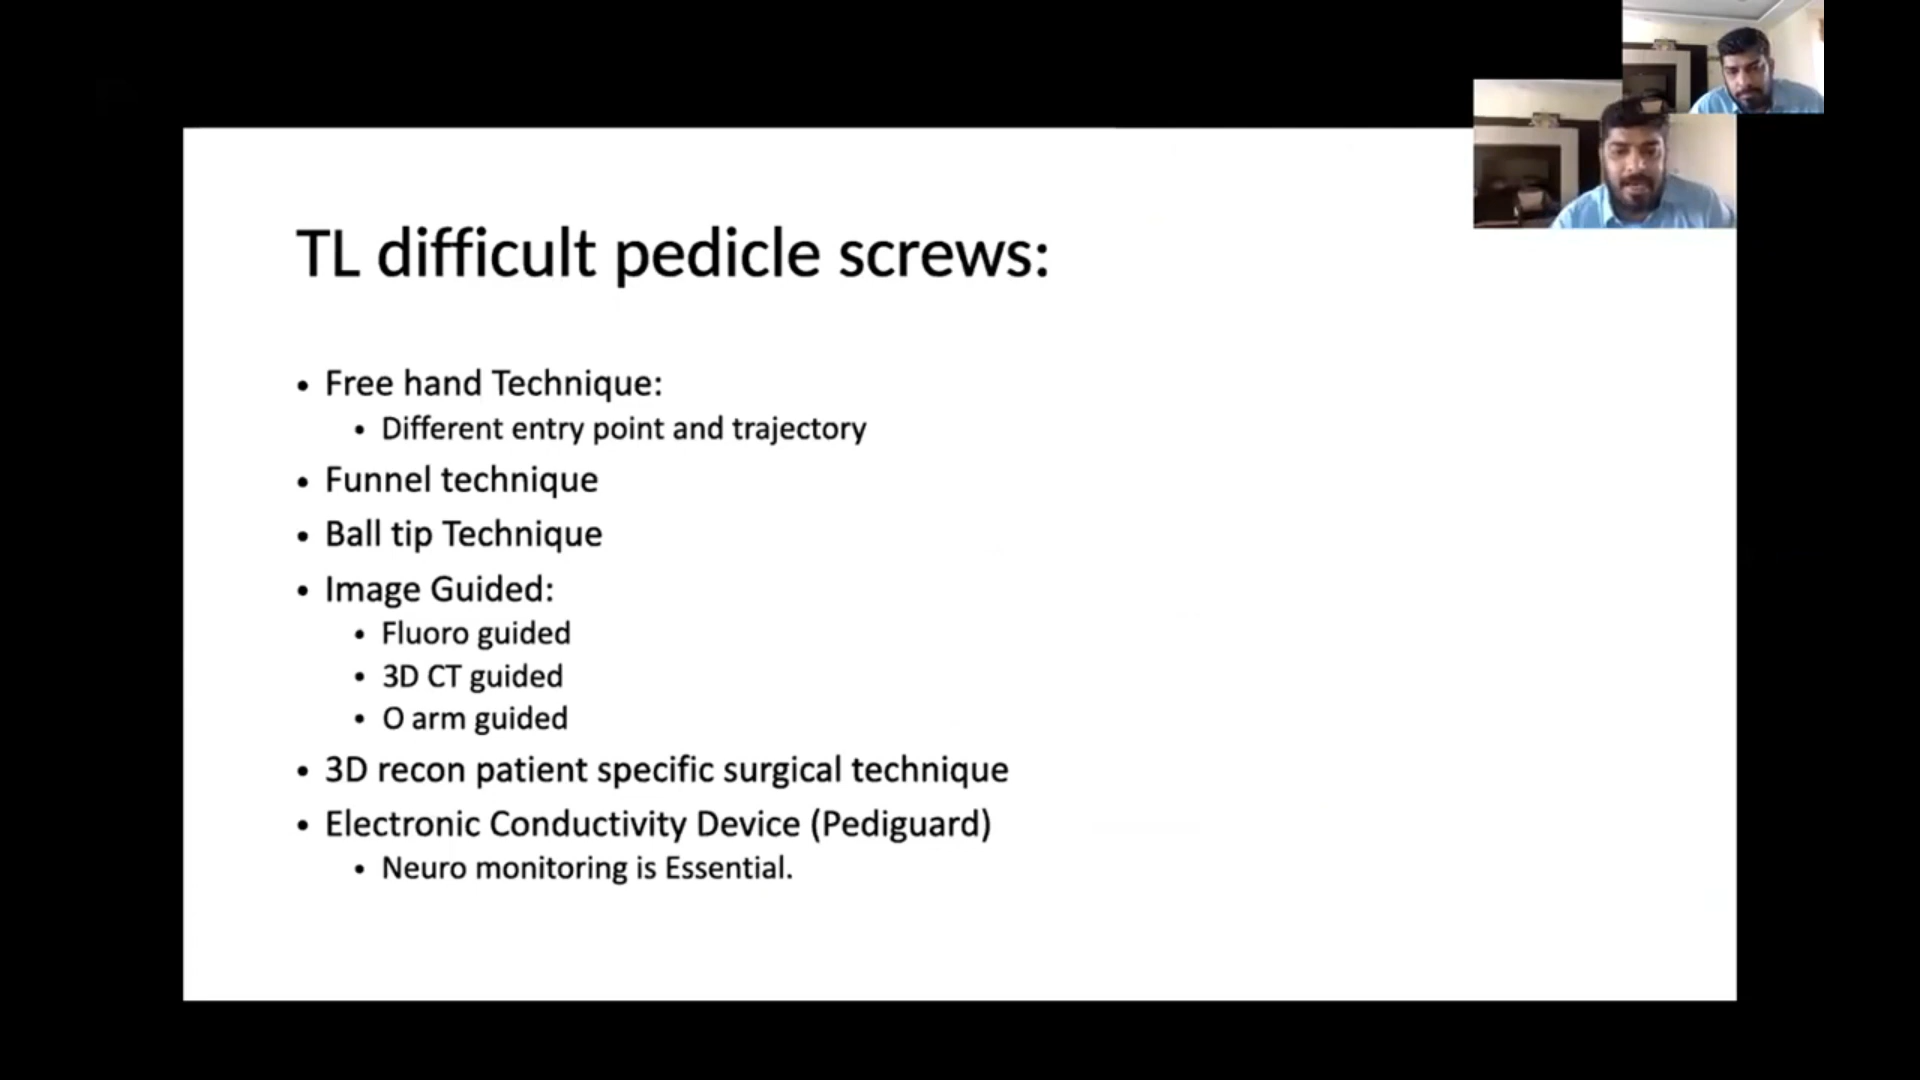 TL difficult pedicle screws:
• Free hand Technique:
• Different entry point and trajectory
• Funnel technique
• Ball tip Technique
• Image Guided:
• Fluoro guided
• 3D CT guided
• O arm guided
• 3D recon patient specific surgical technique
• Electronic Conductivity Device (Pediguard)
• Neuro monitoring is Essential.